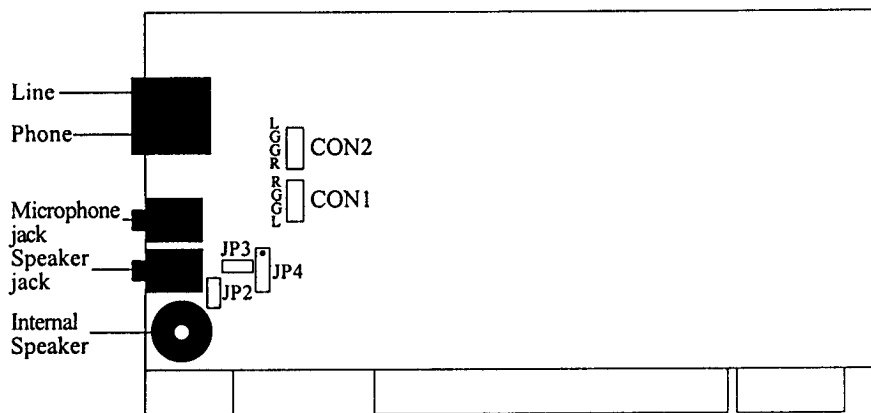 Line
Phone
L
G
G
R
CON2
R
G
G
L
CON1
Microphone
jack
Speaker
jack
JP3
JP4
JP2
Internal
Speaker